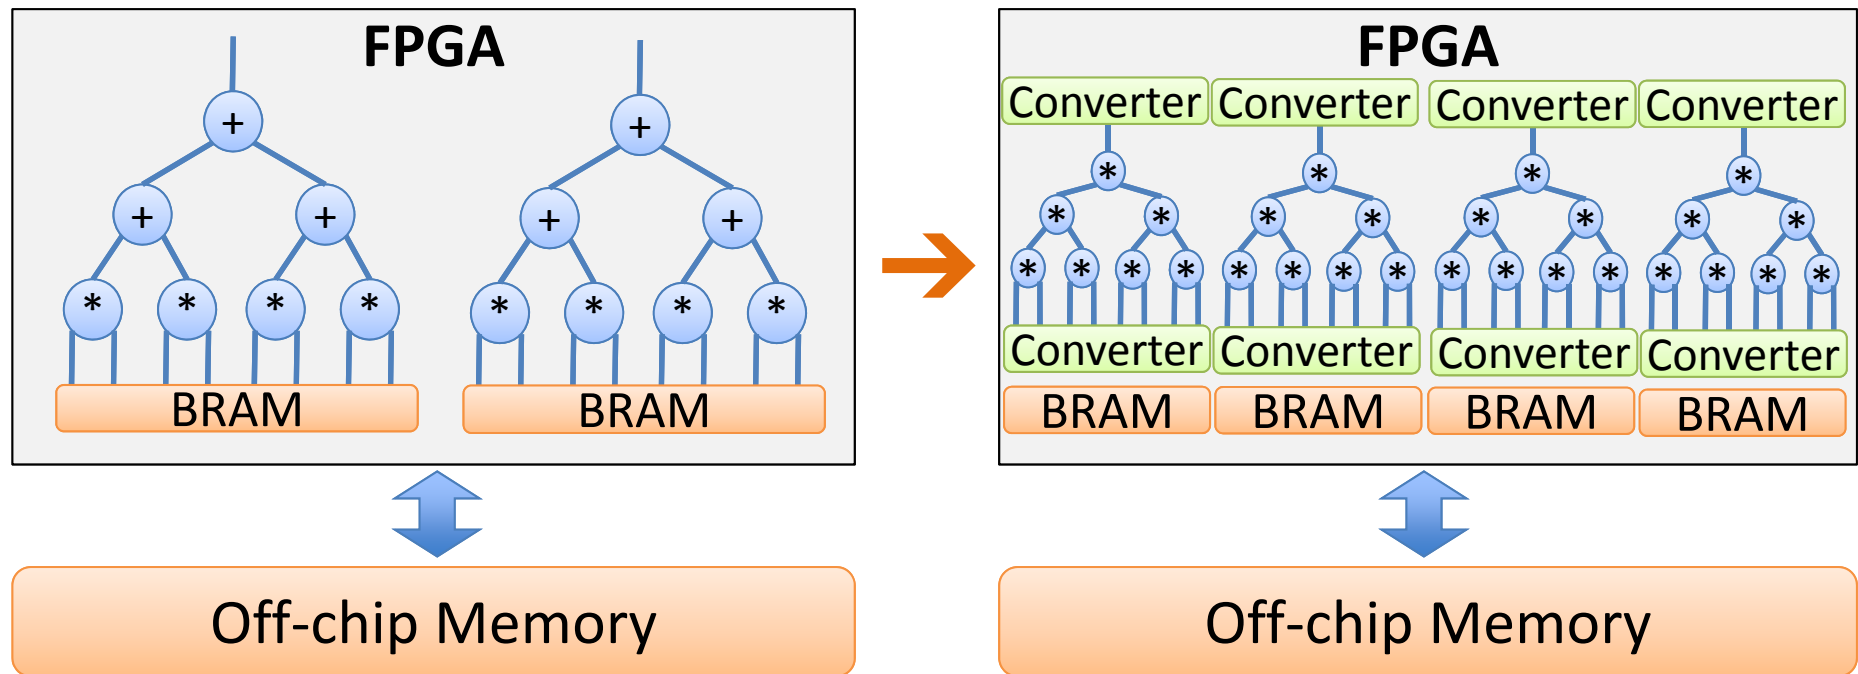 FPGA
+ +
+ + + +
* * * * * * * *
BRAM BRAM
Off-chip Memory
FPGA
Converter Converter Converter Converter
* * * *
* * * * * * * *
* * * * * * * * * * * * * * * *
Converter Converter Converter Converter
BRAM BRAM BRAM BRAM
Off-chip Memory